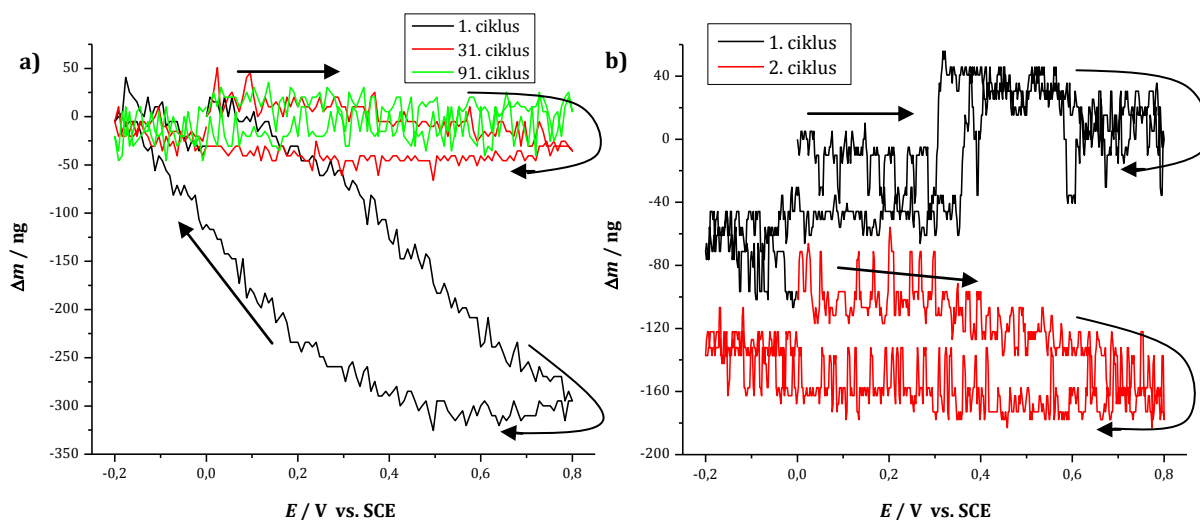 a)
1. ciklus
31. ciklus
91. ciklus
50
0
-50
-100
-150
-200
-250
-300
-350
Δm / ng
-0,2
0,0
0,2
0,4
0,6
0,8
E / V vs. SCE
b)
1. ciklus
2. ciklus
40
0
-40
-80
-120
-160
-200
Δm / ng
-0,2
0,0
0,2
0,4
0,6
0,8
E / V vs. SCE